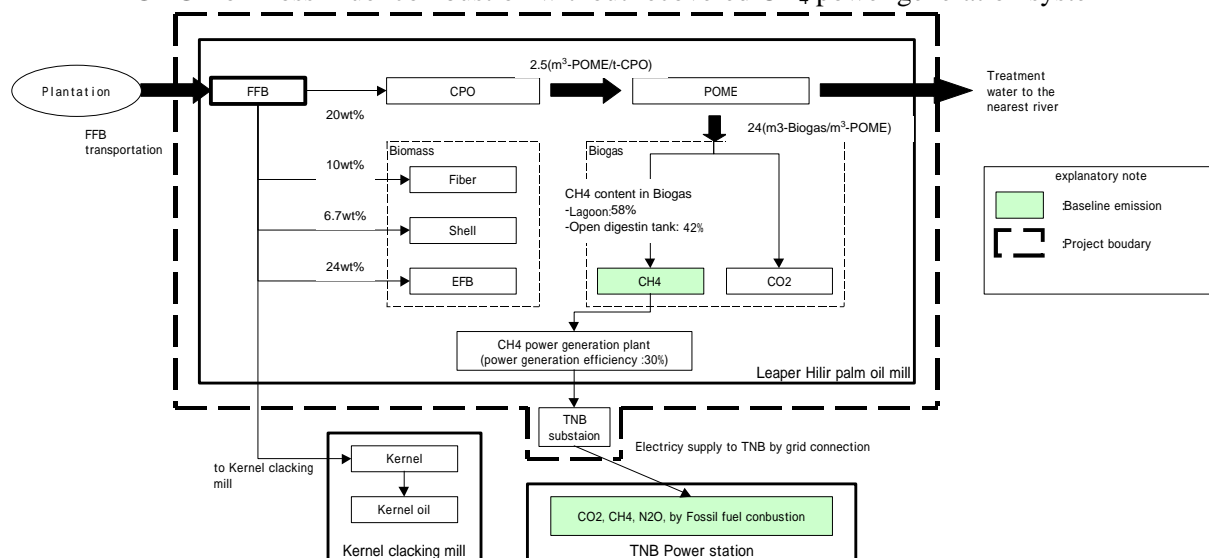 2.5(m³-POME/t-CPO)
Plantation
FFB
CPO
POME
Treatment
water to the
nearest river
20wt%
FFB
transportation
24(m3-Biogas/m³-POME)
Biomass
Biogas
10wt%
Fiber
CH4 content in Biogas
-Lagoon:58%
-Open digestin tank: 42%
explanatory note
:Baseline emission
:Project boudary
6.7wt%
Shell
24wt%
EFB
CH4
CO2
CH4 power generation plant
(power generation efficiency :30%)
Leaper Hilir palm oil mill
TNB
substaion
Electricy supply to TNB by grid connection
to Kernel clacking
mill
Kernel
Kernel oil
Kernel clacking mill
CO2, CH4, N2O, by Fossil fuel conbustion
TNB Power station